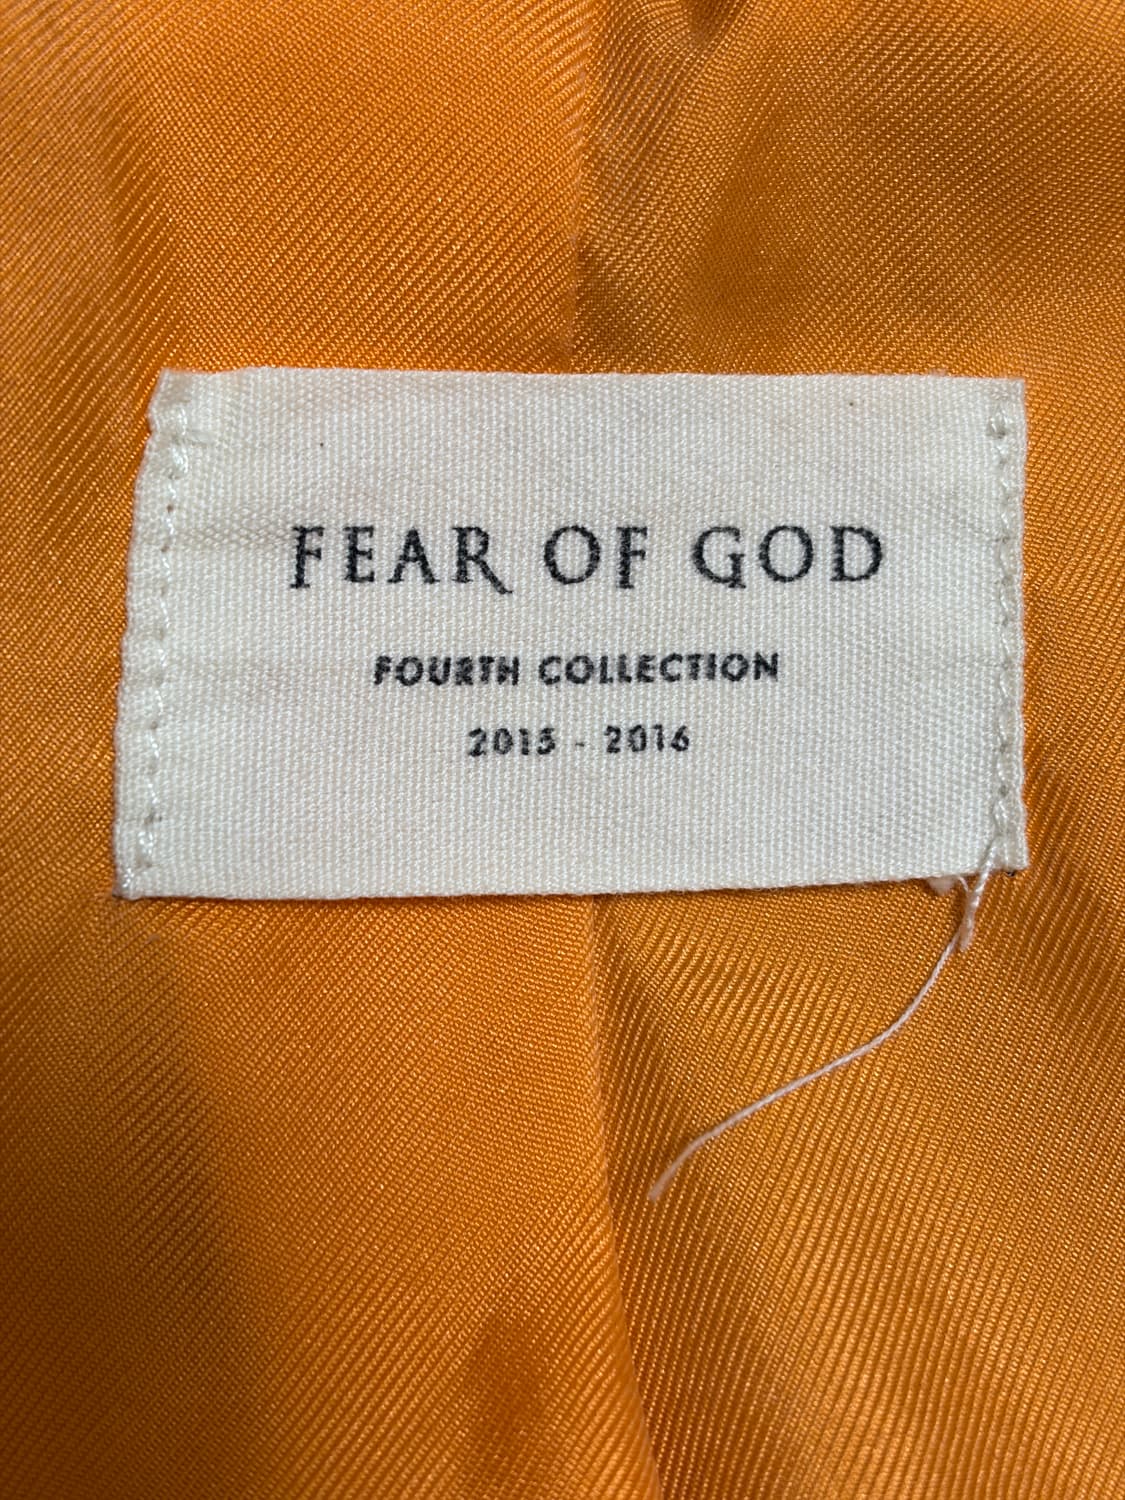 FEAR OF GOD
FOURTH COLLECTION
2015 - 2016